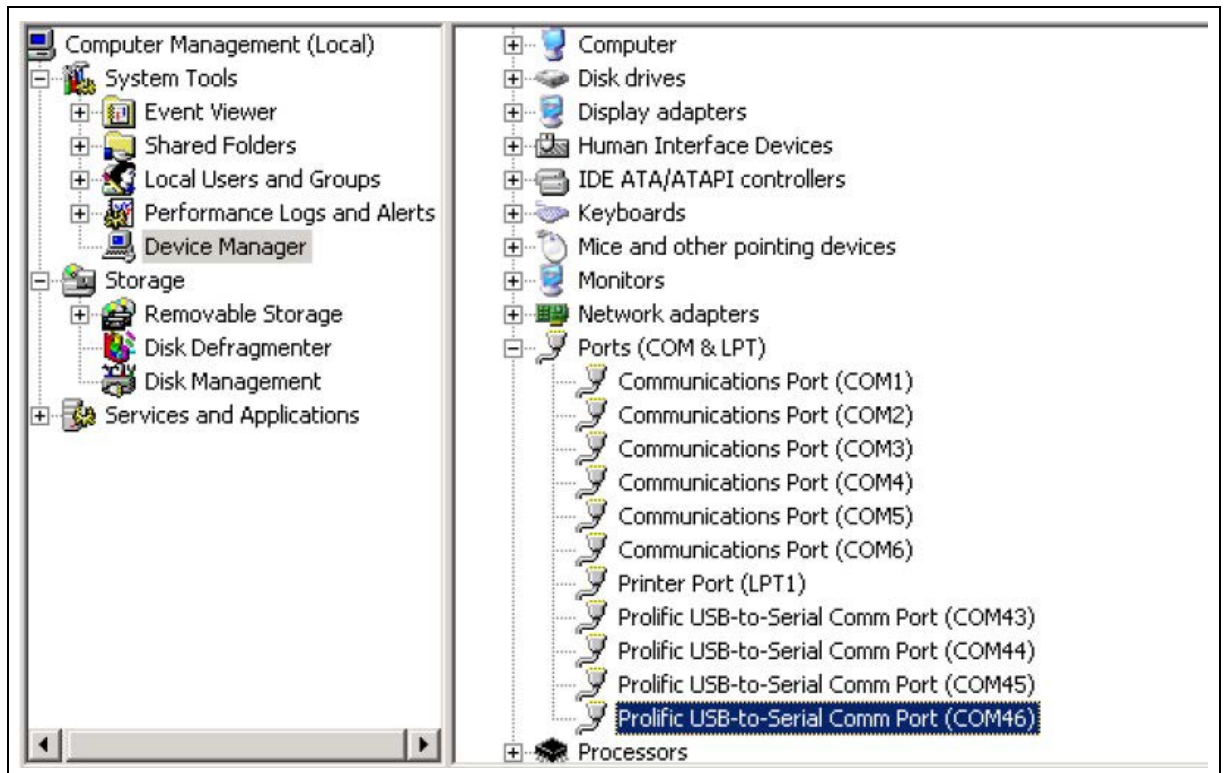 Computer Management (Local)
System Tools
Event Viewer
Shared Folders
Local Users and Groups
Performance Logs and Alerts
Device Manager
Storage
Removable Storage
Disk Defragmenter
Disk Management
Services and Applications
Computer
Disk drives
Display adapters
Human Interface Devices
IDE ATA/ATAPI controllers
Keyboards
Mice and other pointing devices
Monitors
Network adapters
Ports (COM & LPT)
Communications Port (COM1)
Communications Port (COM2)
Communications Port (COM3)
Communications Port (COM4)
Communications Port (COM5)
Communications Port (COM6)
Printer Port (LPT1)
Prolific USB-to-Serial Comm Port (COM43)
Prolific USB-to-Serial Comm Port (COM44)
Prolific USB-to-Serial Comm Port (COM45)
Prolific USB-to-Serial Comm Port (COM46)
Processors